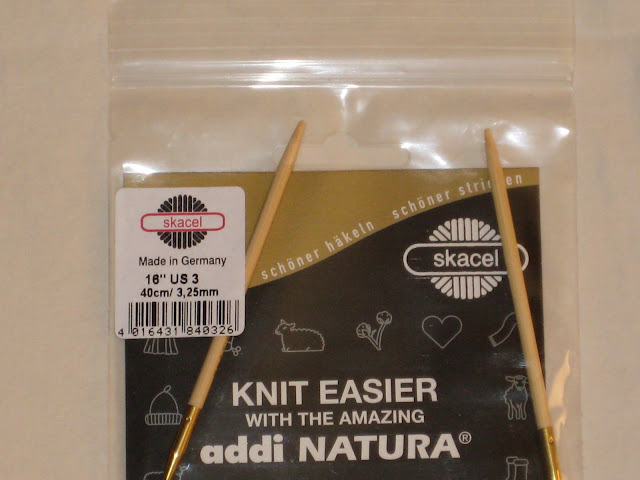 schöner häkeln schöner stricken
skacel
Made in Germany
16" US 3
40cm/ 3,25mm
4 016431 840326
skacel
KNIT EASIER
WITH THE AMAZING
addi NATURA®